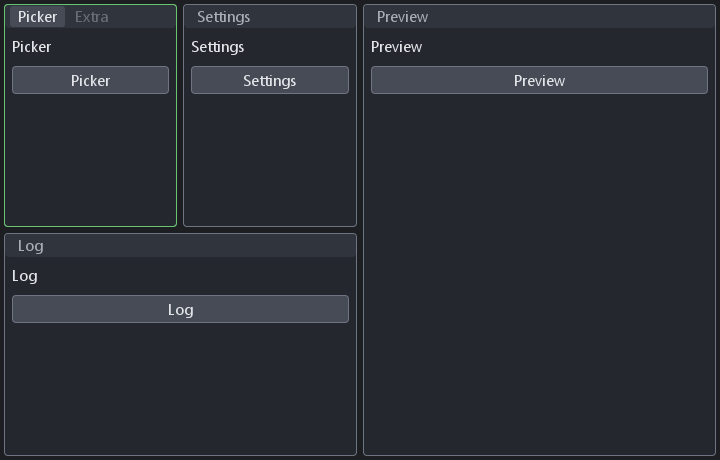 Picker Extra
Picker
Picker
Settings
Settings
Settings
Preview
Preview
Preview
Log
Log
Log